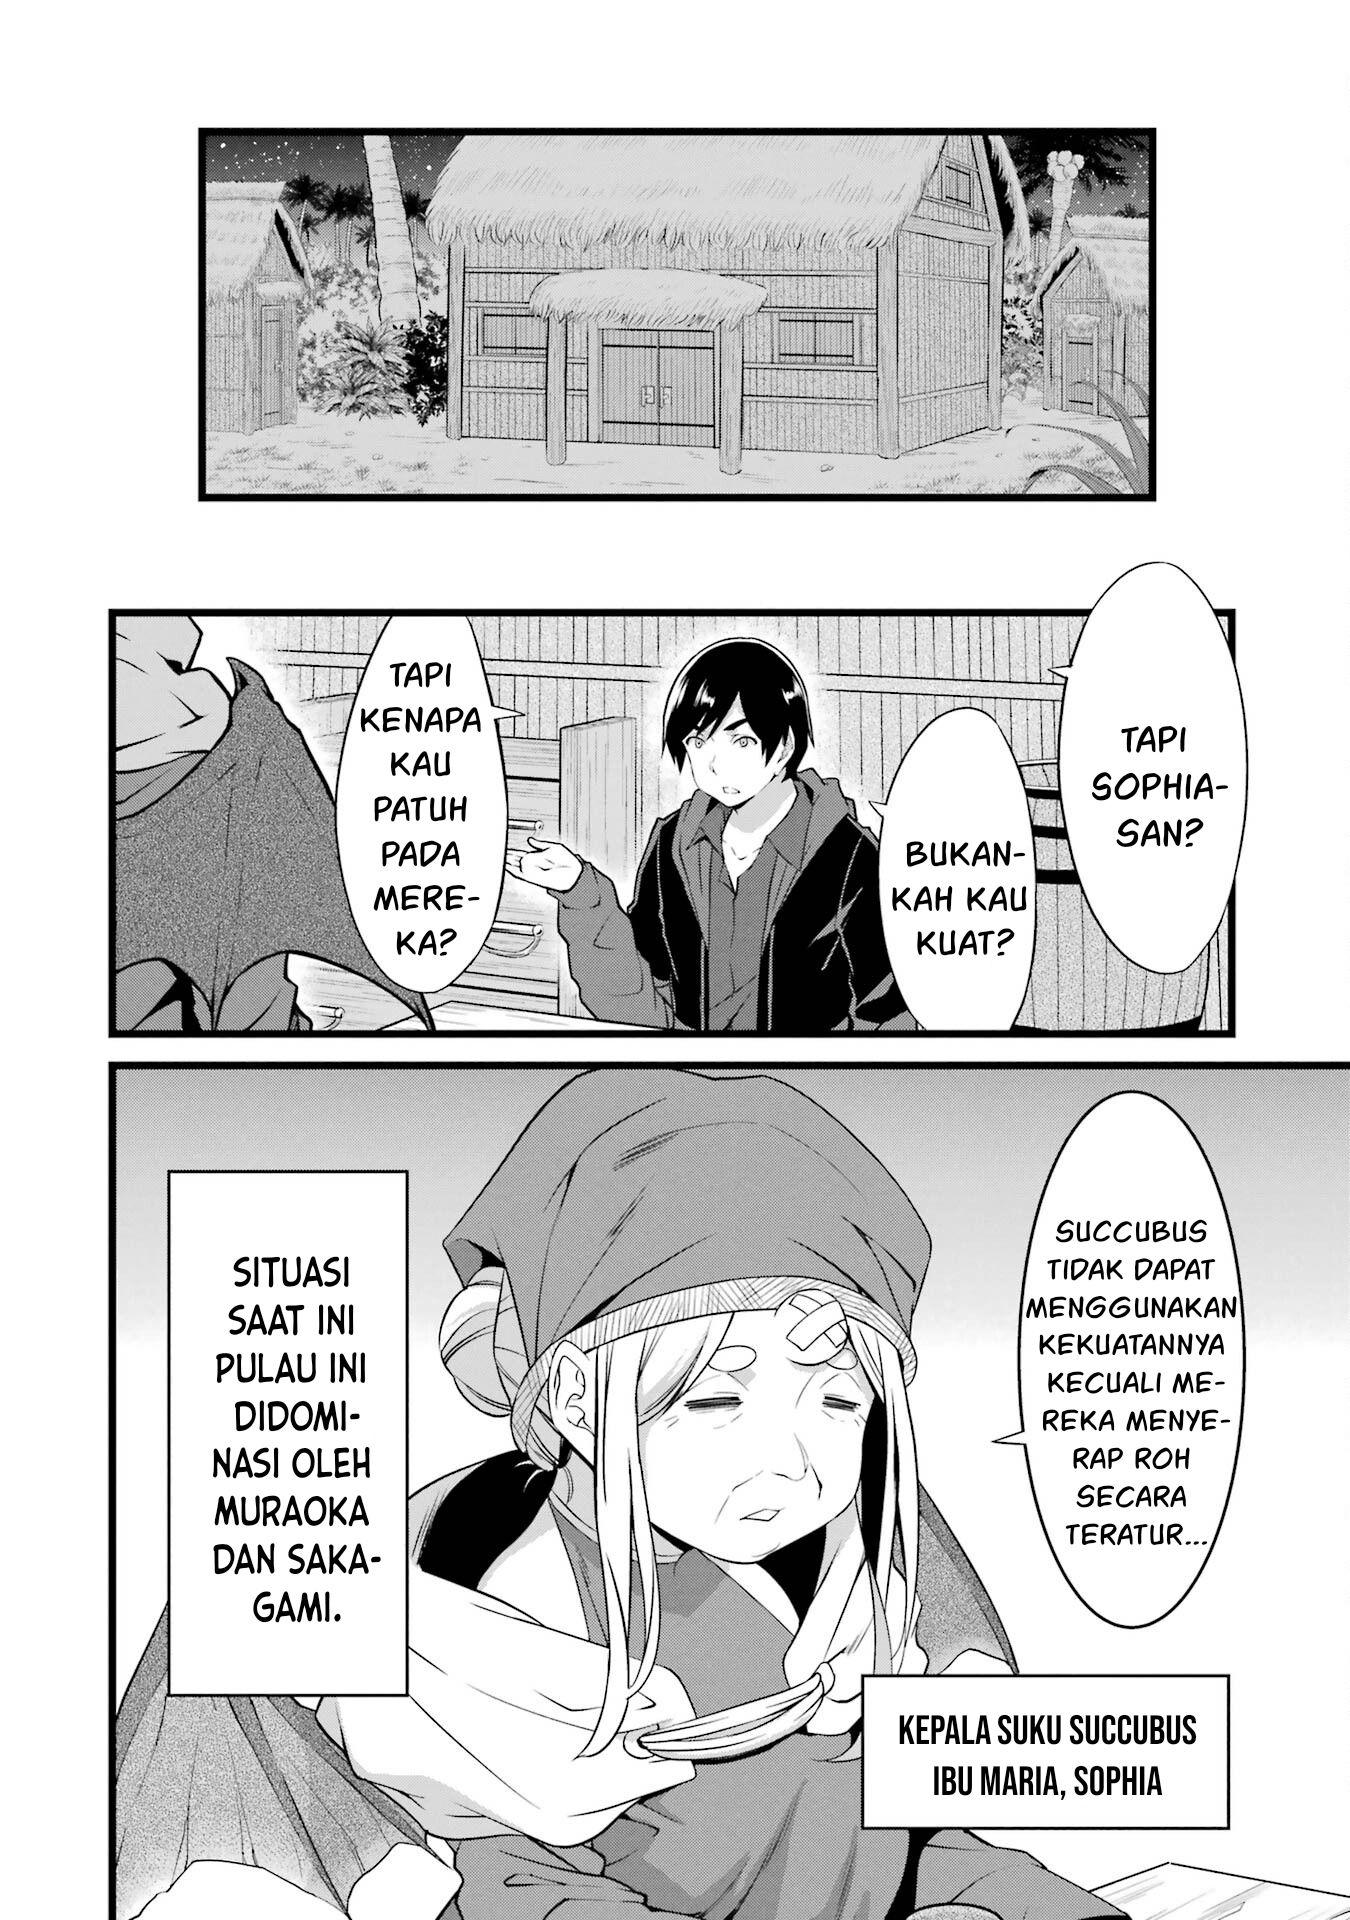 TAPI
SOPHIA-
SAN?
BUKAN-
KAH KAU
KUAT?
TAPI
KENAPA
KAU
PATUH
PADA
MERE-
KA?
SUCCUBUS
TIDAK DAPAT
MENGGUNAKAN
KEKUATANNYA
KECUALI ME-
REKA MENYE-
RAP ROH
SECARA
TERATUR...
SITUASI
SAAT INI
PULAU INI
DIDOMI-
NASI OLEH
MURAOKA
DAN SAKA-
GAMI.
KEPALA SUKU SUCCUBUS
IBU MARIA, SOPHIA